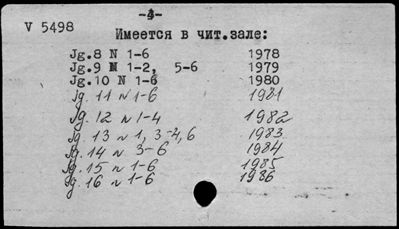 -4-
V 5498
Имеется в чит.зале:
Jg.8 N 1-6 1978
Jg.9 N 1-2, 5-6 1979
Jg.10 N 1-6 1980
Jg. 11 N 1-6 1981
Jg. 12 N 1-4 1982
Jg. 13 N 1, 3-4, 6 1983
Jg. 14 N 3-6 1984
Jg. 15 N 1-6 1985
Jg. 16 N 1-6 1986